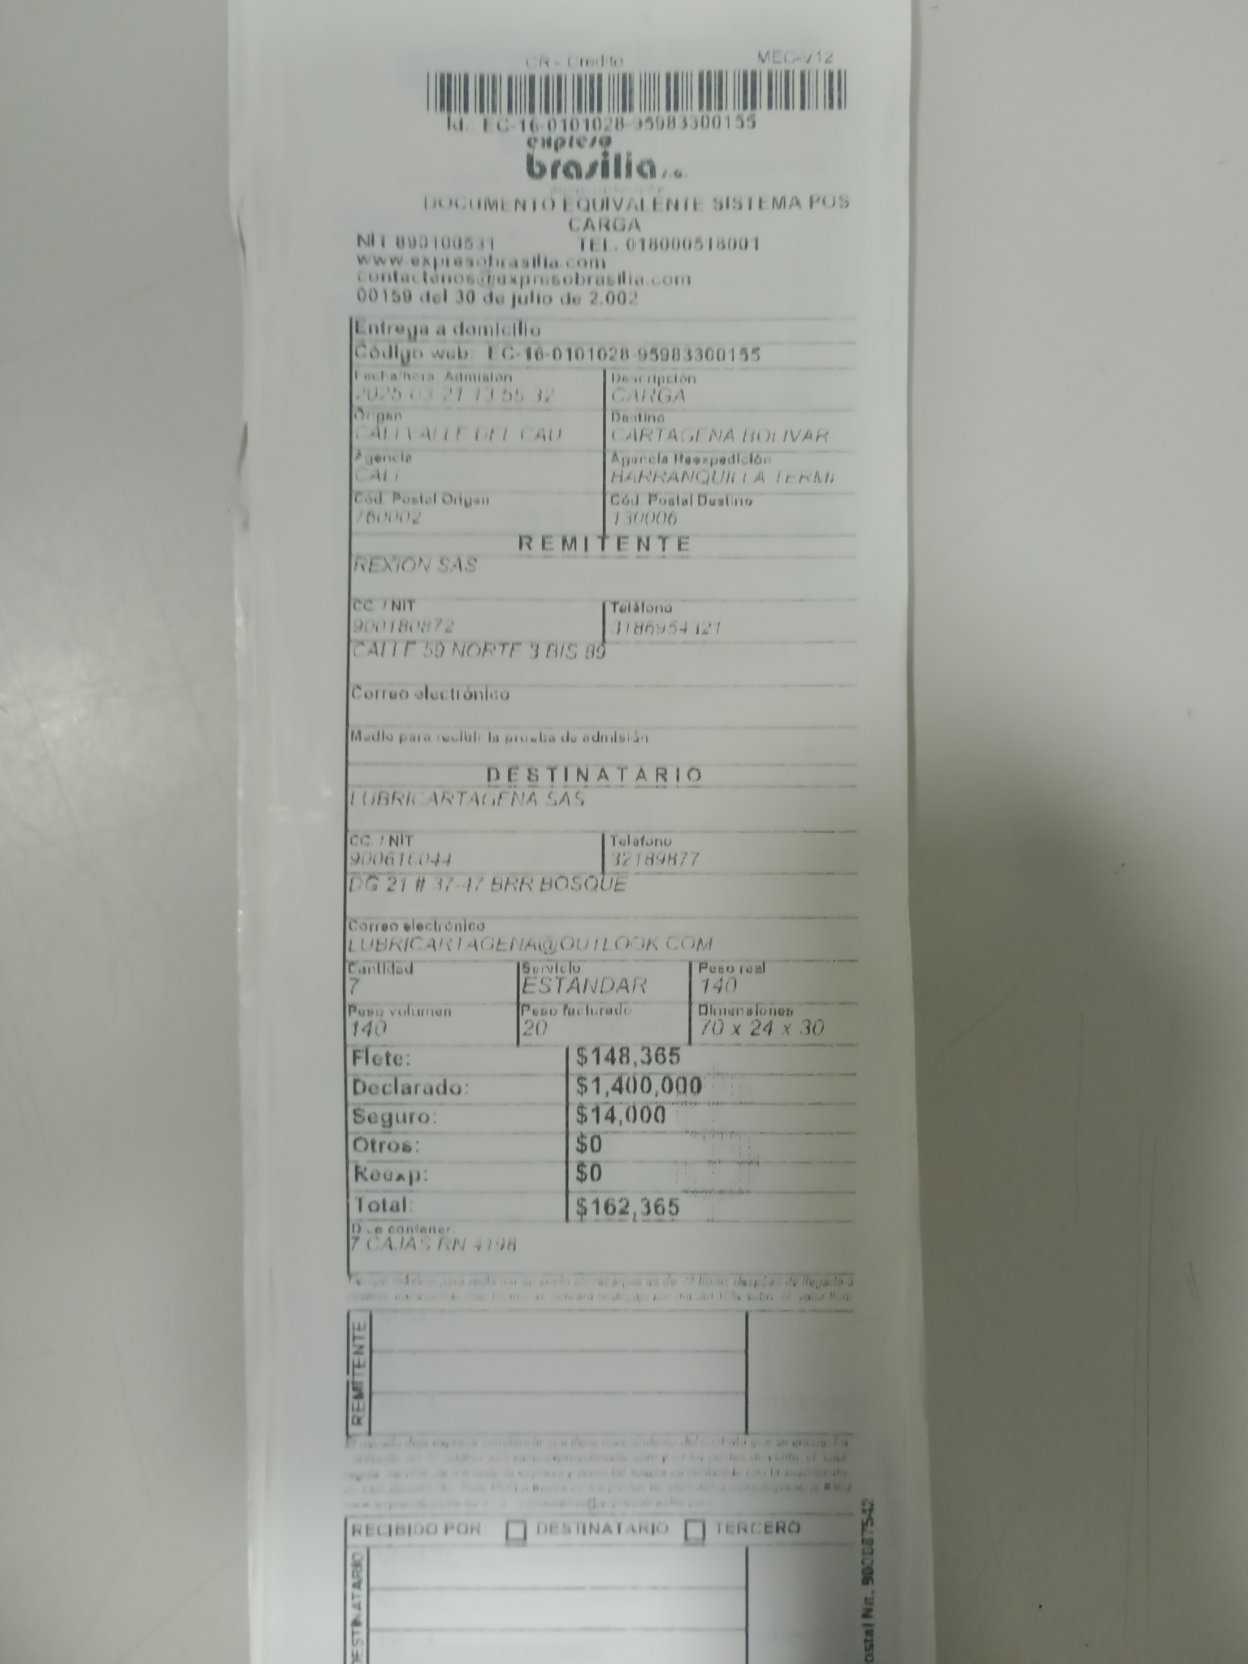 CR - Credito MEC-V12
Id.: EC-16-0101028-95983300155
expreso
brasilia s.a.
DOCUMENTO EQUIVALENTE SISTEMA POS
CARGA
NIT 890100531 TEL. 018000518001
www.expresobrasilia.com
contactenos@expresobrasilia.com
00159 del 30 de julio de 2.002
Entrega a domicilio
Código web: EC-16-0101028-95983300155
Fecha/hora Admisión Descripción
2025-03-21 13:55:32 CARGA
Origen Destino
CALI VALLE DEL CAU CARTAGENA BOLIVAR
Agencia Agencia Reexpedición
CALI BARRANQUILLA TERMI
Cód. Postal Origen Cód. Postal Destino
760002 130006
REMITENTE
REXION SAS
CC / NIT Teléfono
900180872 3186954321
CALLE 59 NORTE 3 BIS 89
Correo electrónico
Medio para recibir la prueba de admisión
DESTINATARIO
LUBRICARTAGENA SAS
CC / NIT Telefono
900616044 32189877
DG 21 # 37-47 BRR BOSQUE
Correo electrónico
LUBRICARTAGENA@OUTLOOK.COM
Cantidad Servicio Peso real
7 ESTANDAR 140
Peso volumen Peso facturado Dimensiones
140 20 70 x 24 x 30
Flete: $148,365
Declarado: $1,400,000
Seguro: $14,000
Otros: $0
Reexp: $0
Total: $162,365
Dice contener
7 CAJAS RN 4198
REMITENTE
RECIBIDO POR DESTINATARIO TERCERO
DESTINATARIO
ostal Nit. 900087542